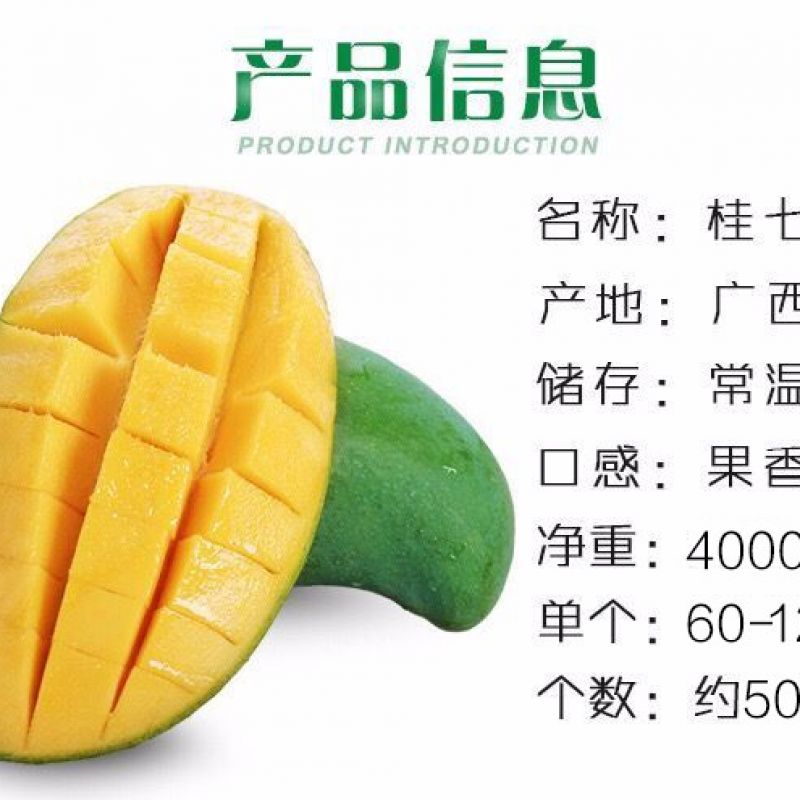 产品信息
PRODUCT INTRODUCTION
名称：桂七
产地：广西
储存：常温
口感：果香
净重：4000
单个：60-12
个数：约50